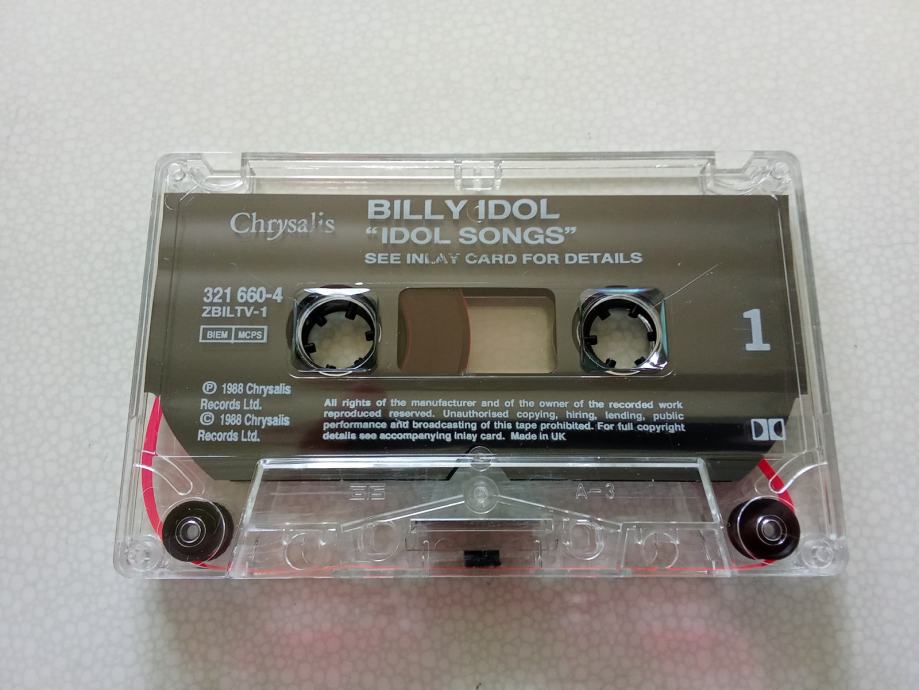 Chrysalis
BILLY IDOL
“IDOL SONGS”
SEE INLAY CARD FOR DETAILS
321 660-4
ZBILTV-1
BIEM MCPS
1
Ⓟ 1988 Chrysalis
Records Ltd.
© 1988 Chrysalis
Records Ltd.
All rights of the manufacturer and of the owner of the recorded work
reproduced reserved. Unauthorised copying, hiring, lending, public
performance and broadcasting of this tape prohibited. For full copyright
details see accompanying inlay card. Made in UK
A-3